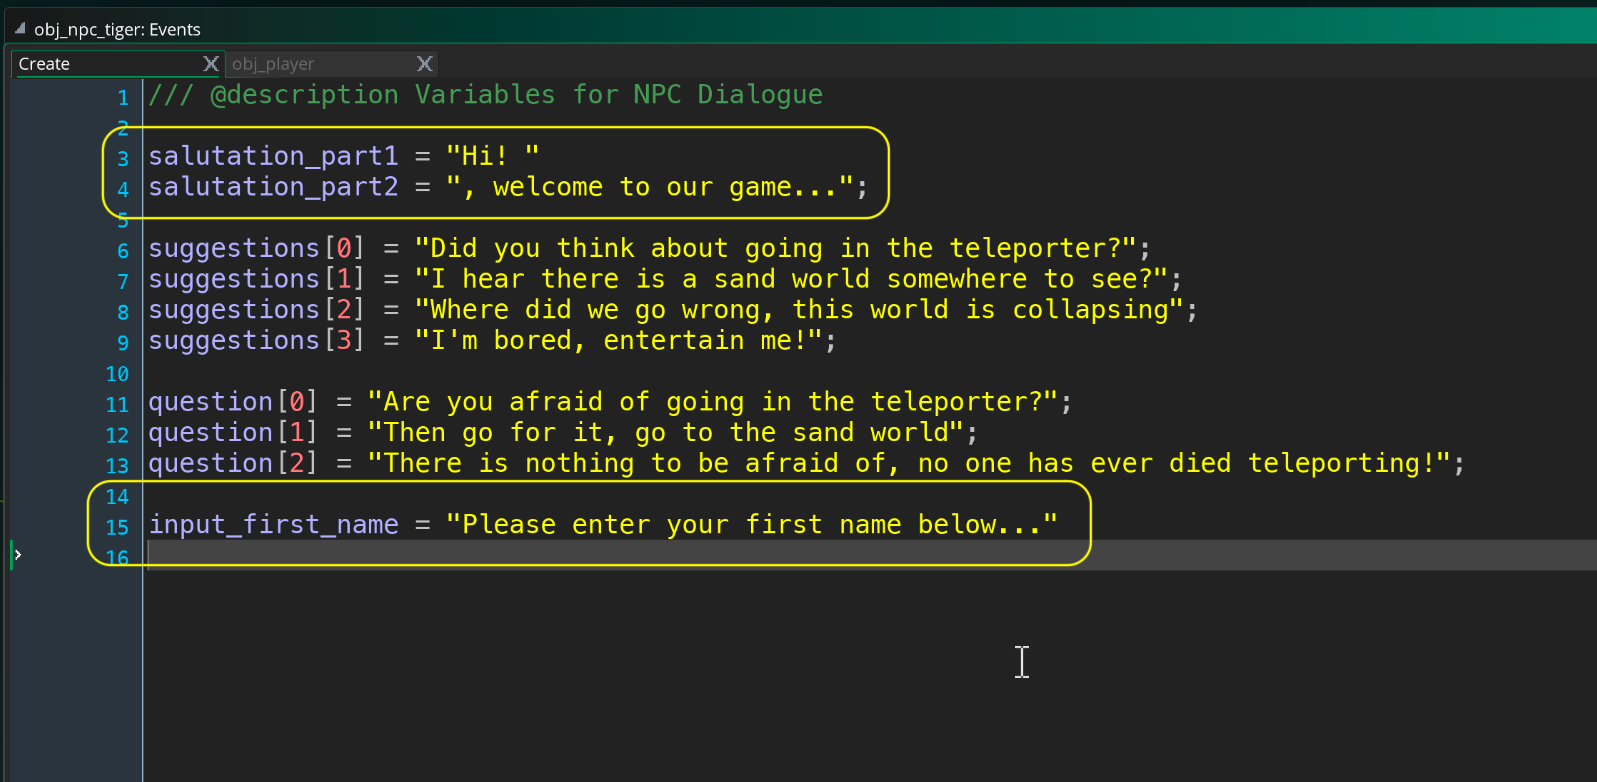 obj_npc_tiger: Events
Create X obj_player X
1 /// @description Variables for NPC Dialogue
2
3 salutation_part1 = "Hi! "
4 salutation_part2 = ", welcome to our game...";
5
6 suggestions[0] = "Did you think about going in the teleporter?";
7 suggestions[1] = "I hear there is a sand world somewhere to see?";
8 suggestions[2] = "Where did we go wrong, this world is collapsing";
9 suggestions[3] = "I'm bored, entertain me!";
10
11 question[0] = "Are you afraid of going in the teleporter?";
12 question[1] = "Then go for it, go to the sand world";
13 question[2] = "There is nothing to be afraid of, no one has ever died teleporting!";
14
15 input_first_name = "Please enter your first name below..."
16